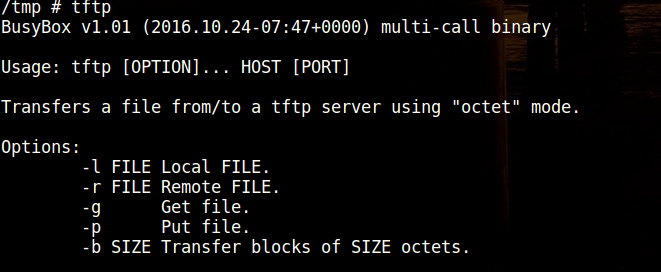 /tmp # tftp
BusyBox v1.01 (2016.10.24-07:47+0000) multi-call binary
Usage: tftp [OPTION]... HOST [PORT]
Transfers a file from/to a tftp server using "octet" mode.
Options:
-l FILE Local FILE.
-r FILE Remote FILE.
-g Get file.
-p Put file.
-b SIZE Transfer blocks of SIZE octets.